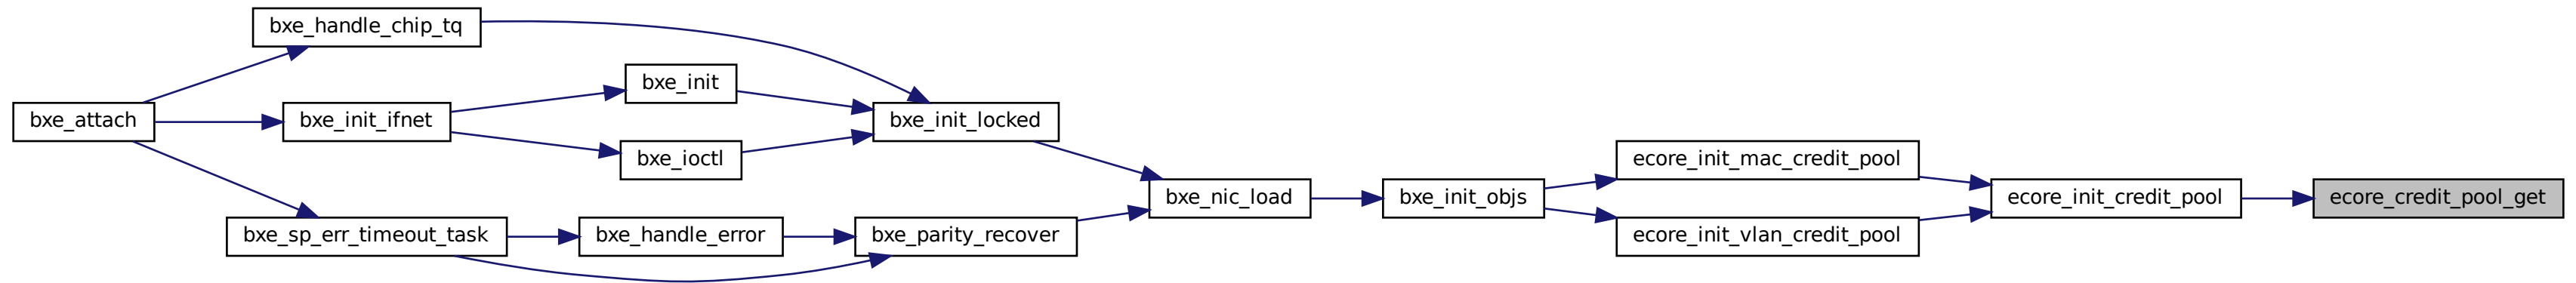 bxe_handle_chip_tq
bxe_init
bxe_attach
bxe_init_ifnet
bxe_init_locked
bxe_ioctl
ecore_init_mac_credit_pool
bxe_nic_load
bxe_init_objs
ecore_init_credit_pool
ecore_credit_pool_get
bxe_sp_err_timeout_task
bxe_handle_error
bxe_parity_recover
ecore_init_vlan_credit_pool